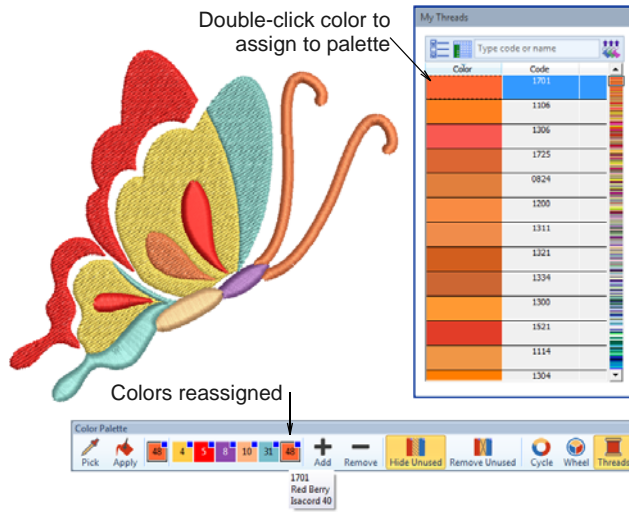 Double-click color to
assign to palette
My Threads
Type code or name
Color Code
1701
1106
1306
1725
0824
1200
1311
1321
1334
1300
1521
1114
1304
Colors reassigned
Color Palette
Pick Apply 48 4 5 8 10 31 48 Add Remove Hide Unused Remove Unused Cycle Wheel Threads
1701
Red Berry
Isacord 40